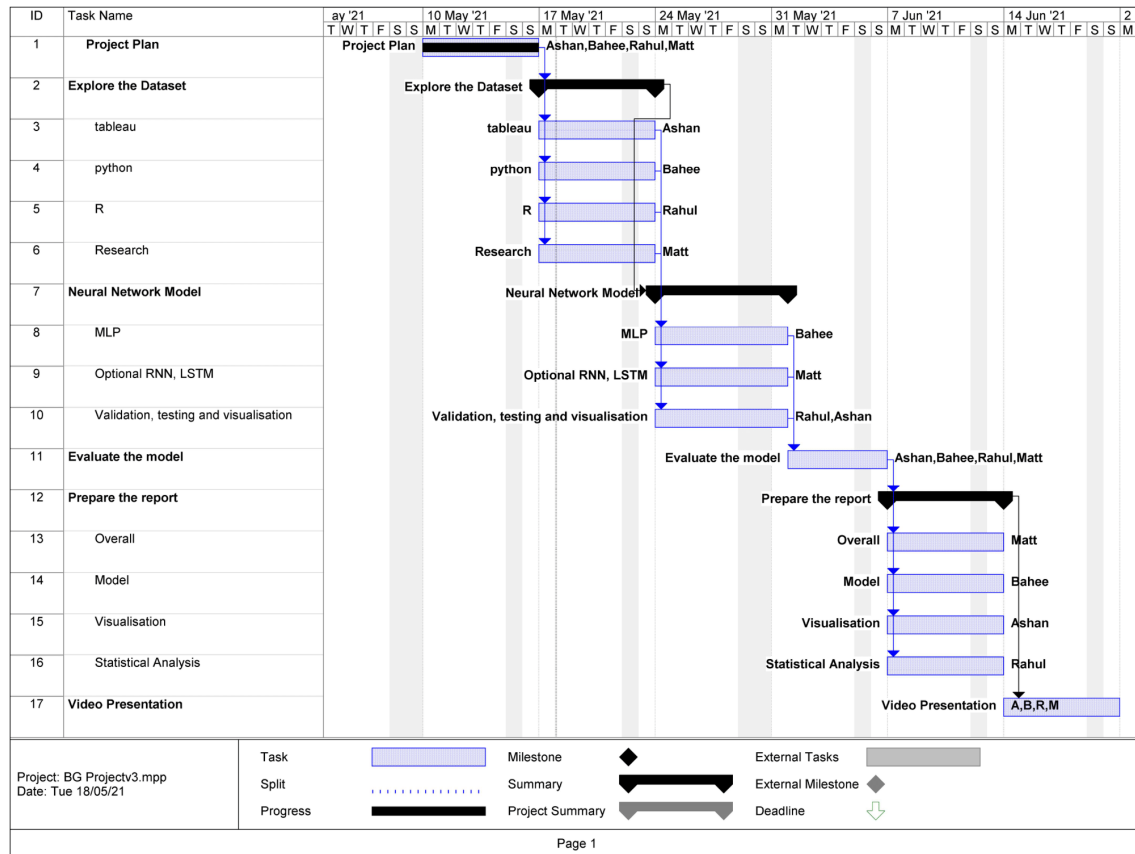 ID Task Name ay '21 10 May '21 17 May '21 24 May '21 31 May '21 7 Jun '21 14 Jun '21 2
T W T F S S M T W T F S S M T W T F S S M T W T F S S M T W T F S S M T W T F S S M T W T F S S M
1 Project Plan Project Plan Ashan,Bahee,Rahul,Matt
2 Explore the Dataset Explore the Dataset
3 tableau tableau Ashan
4 python python Bahee
5 R R Rahul
6 Research Research Matt
7 Neural Network Model Neural Network Model
8 MLP MLP Bahee
9 Optional RNN, LSTM Optional RNN, LSTM Matt
10 Validation, testing and visualisation Validation, testing and visualisation Rahul,Ashan
11 Evaluate the model Evaluate the model Ashan,Bahee,Rahul,Matt
12 Prepare the report Prepare the report
13 Overall Overall Matt
14 Model Model Bahee
15 Visualisation Visualisation Ashan
16 Statistical Analysis Statistical Analysis Rahul
17 Video Presentation Video Presentation A,B,R,M
Project: BG Projectv3.mpp
Date: Tue 18/05/21
Task Milestone External Tasks
Split Summary External Milestone
Progress Project Summary Deadline
Page 1